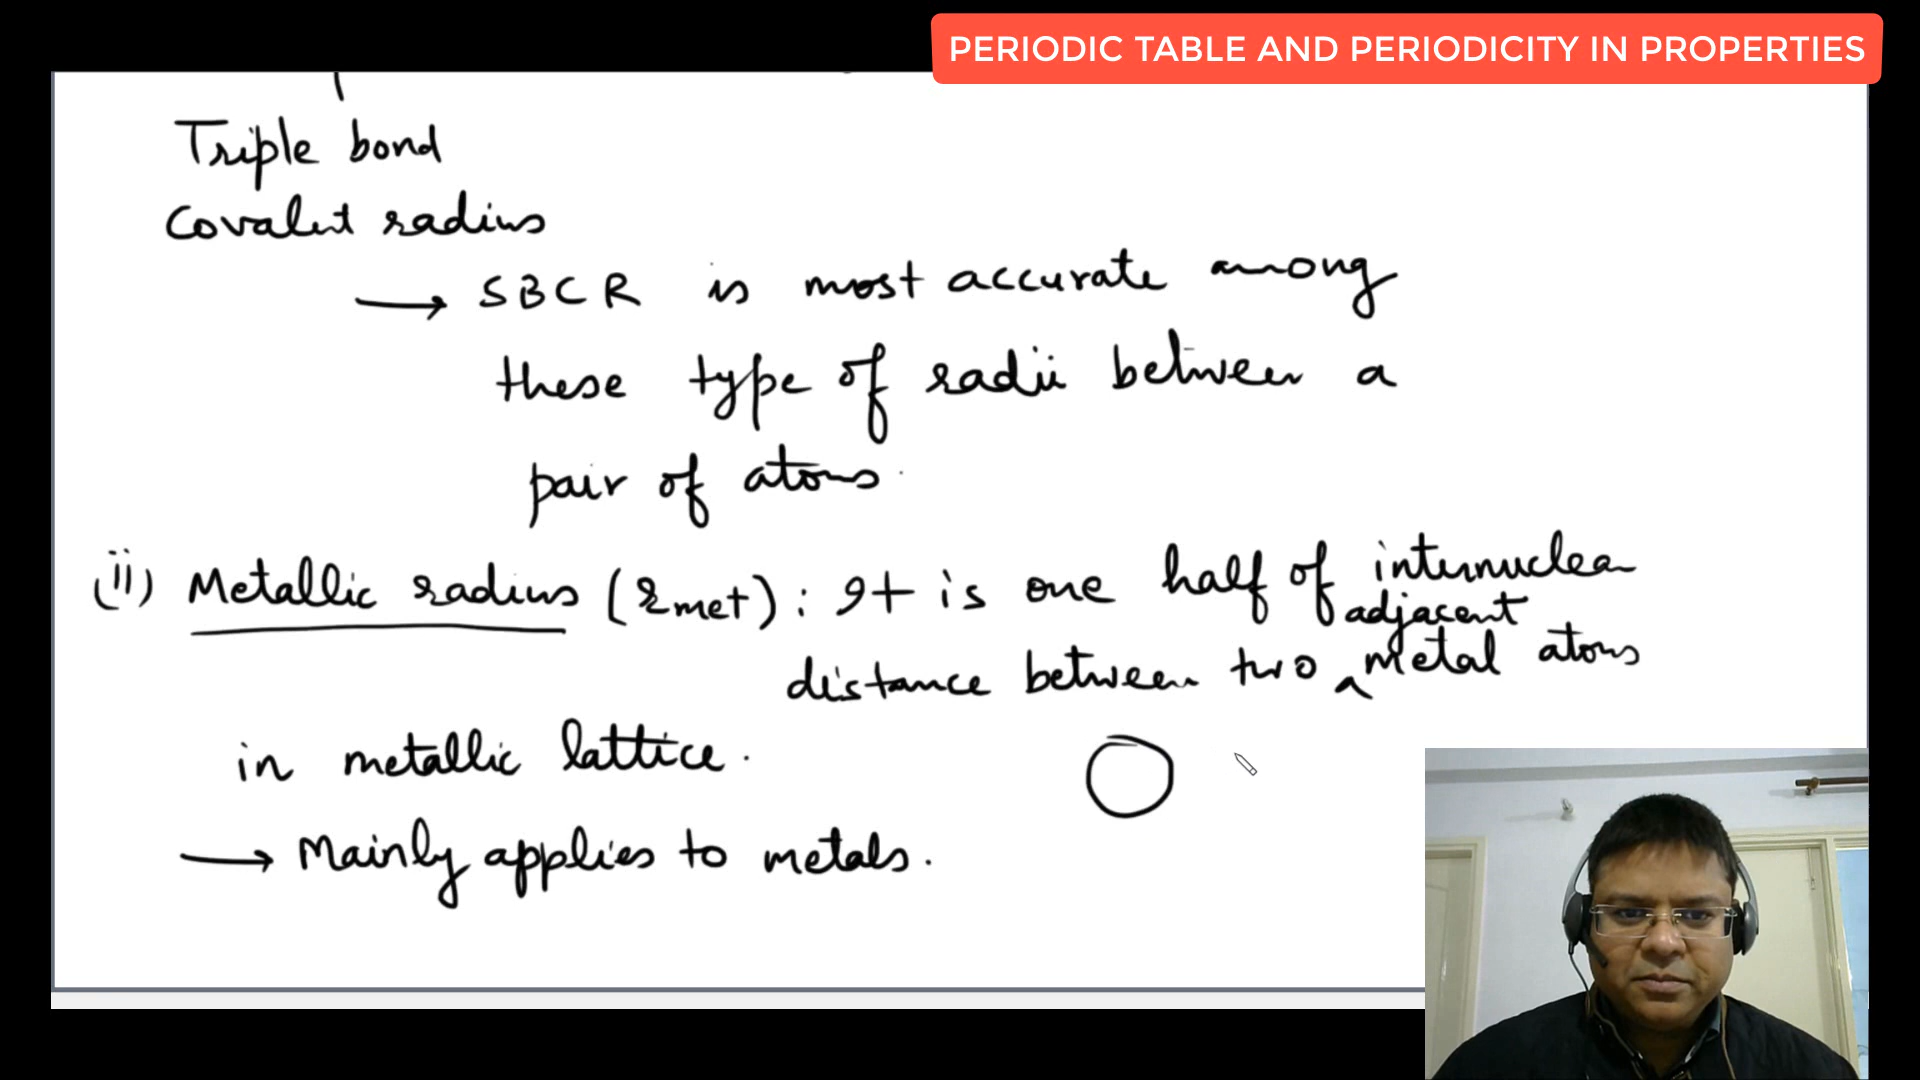 PERIODIC TABLE AND PERIODICITY IN PROPERTIES
Triple bond
Covalent radius
→ SBCR is most accurate among
these type of radii between a
pair of atoms.
(ii) Metallic radius (rmet): It is one half of internuclear
adjacent
distance between two ^ metal atoms
in metallic lattice.
→ Mainly applies to metals.